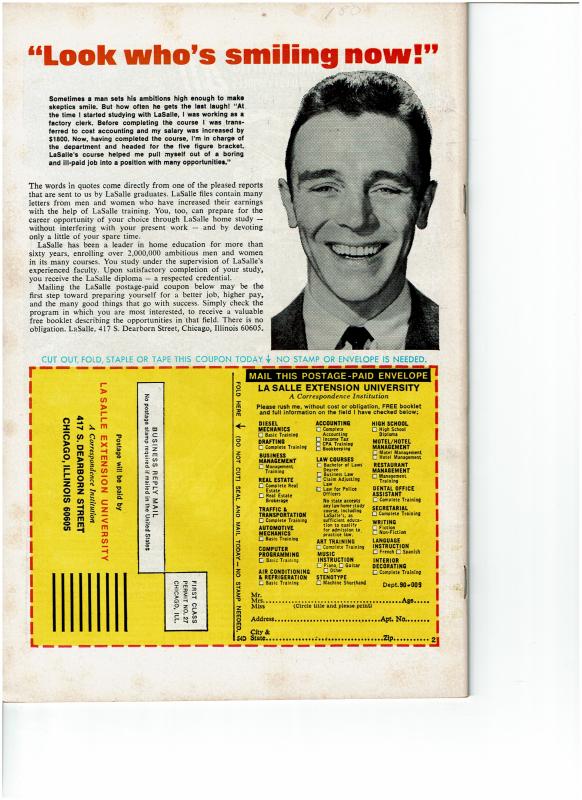 180
“Look who’s smiling now!”
Sometimes a man sets his ambitions high enough to make
skeptics smile. But how often he gets the last laugh! “At
the time I started studying with LaSalle, I was working as a
factory clerk. Before completing the course I was trans-
ferred to cost accounting and my salary was increased by
$1800. Now, having completed the course, I’m in charge of
the department and headed for the five figure bracket.
LaSalle’s course helped me pull myself out of a boring
and ill-paid job into a position with many opportunities.”
The words in quotes come directly from one of the pleased reports
that are sent to us by LaSalle graduates. LaSalle files contain many
letters from men and women who have increased their earnings
with the help of LaSalle training. You, too, can prepare for the
career opportunity of your choice through LaSalle home study —
without interfering with your present work — and by devoting
only a little of your spare time.
LaSalle has been a leader in home education for more than
sixty years, enrolling over 2,000,000 ambitious men and women
in its many courses. You study under the supervision of LaSalle’s
experienced faculty. Upon satisfactory completion of your study,
you receive the LaSalle diploma — a respected credential.
Mailing the LaSalle postage-paid coupon below may be the
first step toward preparing yourself for a better job, higher pay,
and the many good things that go with success. Simply check the
program in which you are most interested, to receive a valuable
free booklet describing the opportunities in that field. There is no
obligation. LaSalle, 417 S. Dearborn Street, Chicago, Illinois 60605.
CUT OUT, FOLD, STAPLE OR TAPE THIS COUPON TODAY NO STAMP OR ENVELOPE IS NEEDED.
BUSINESS REPLY MAIL
No postage stamp required if mailed in the United States
FIRST CLASS
PERMIT NO. 27
CHICAGO, ILL.
Postage will be paid by
LA SALLE EXTENSION UNIVERSITY
A Correspondence Institution
417 S. DEARBORN STREET
CHICAGO, ILLINOIS 60605
FOLD HERE (DO NOT CUT) SEAL AND MAIL TODAY—NO STAMP NEEDED. 54D
MAIL THIS POSTAGE-PAID ENVELOPE
LA SALLE EXTENSION UNIVERSITY
A Correspondence Institution
Please rush me, without cost or obligation, FREE booklet
and full information on the field I have checked below:
DIESEL
MECHANICS
Basic Training
DRAFTING
Complete Training
BUSINESS
MANAGEMENT
Management
Training
REAL ESTATE
Complete Real
Estate
Real Estate
Brokerage
TRAFFIC &
TRANSPORTATION
Complete Training
AUTOMOTIVE
MECHANICS
Basic Training
COMPUTER
PROGRAMMING
Basic Training
AIR CONDITIONING
& REFRIGERATION
Basic Training
ACCOUNTING
Complete
Accounting
Income Tax
CPA Training
Bookkeeping
LAW COURSES
Bachelor of Laws
Degree
Business Law
Claim Adjusting
Law
Law for Police
Officers
No state accepts
any law home study
course, including
LaSalle’s, as
sufficient educa-
tion to qualify
for admission to
practice law.
ART TRAINING
Complete Training
MUSIC
INSTRUCTION
Piano, Guitar
Other
STENOTYPE
Machine Shorthand
HIGH SCHOOL
High School
Diploma
MOTEL/HOTEL
MANAGEMENT
Motel Management
Hotel Management
RESTAURANT
MANAGEMENT
Management
Training
DENTAL OFFICE
ASSISTANT
Complete Training
SECRETARIAL
Complete Training
WRITING
Fiction
Non-Fiction
LANGUAGE
INSTRUCTION
French Spanish
INTERIOR
DECORATING
Complete Training
Dept. 90-009
Mr.
Mrs.
Miss Age
(Circle title and please print)
Address Apt. No.
City &
State Zip 2